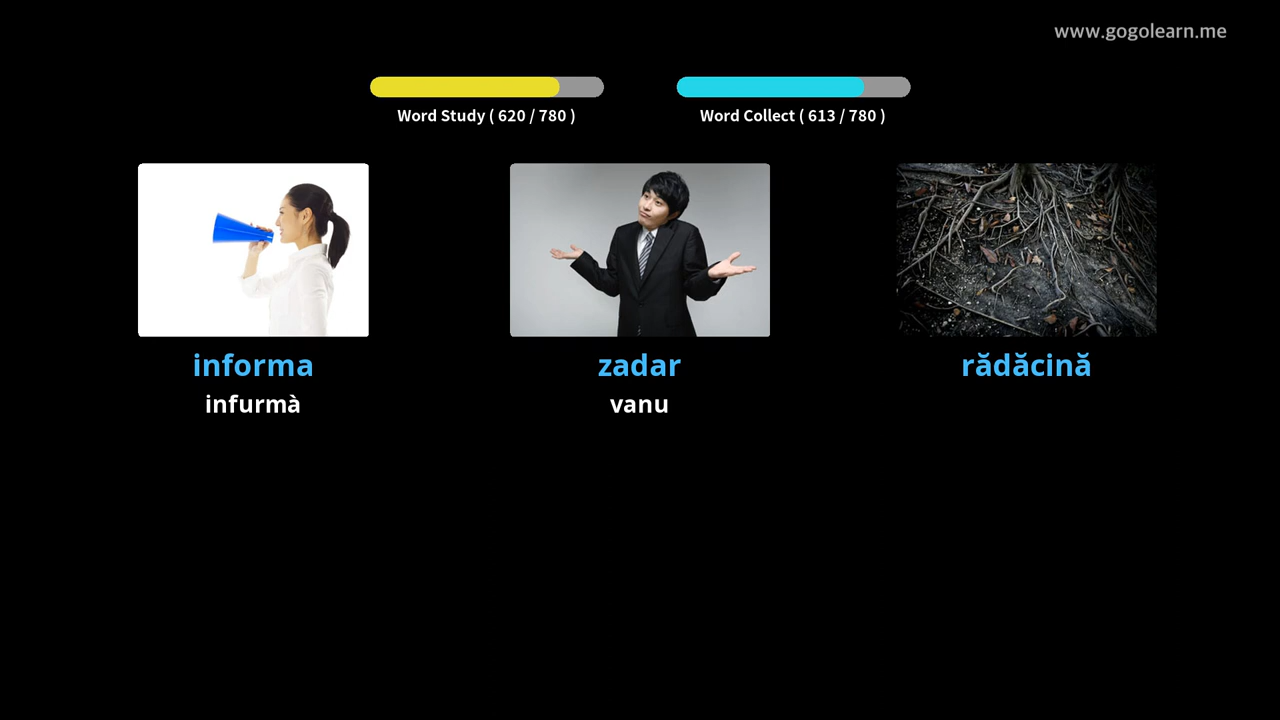 www.gogolearn.me
Word Study ( 620 / 780 )
Word Collect ( 613 / 780 )
informa
infurmà
zadar
vanu
rădăcină